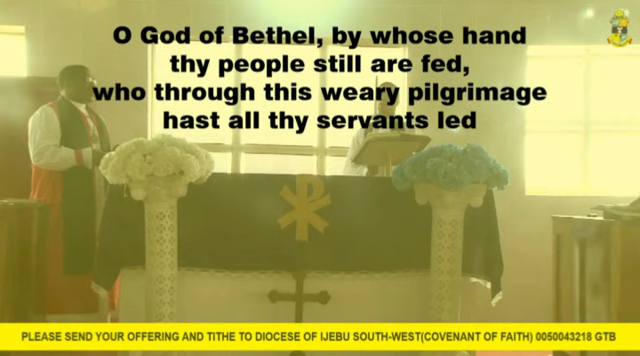 O God of Bethel, by whose hand
thy people still are fed,
who through this weary pilgrimage
hast all thy servants led
PLEASE SEND YOUR OFFERING AND TITHE TO DIOCESE OF IJEBU SOUTH-WEST(COVENANT OF FAITH) 0050043218 GTB